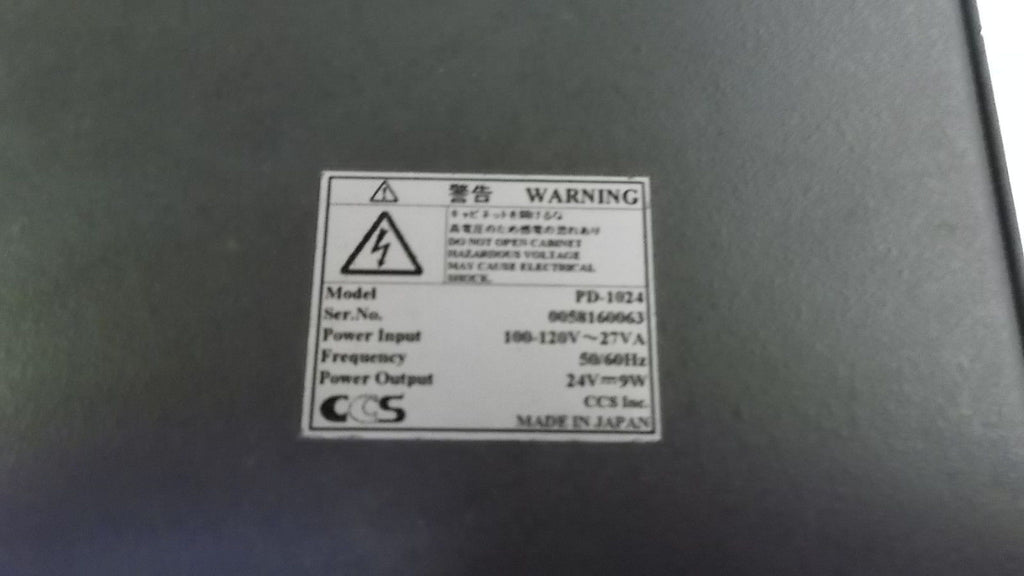 警告 WARNING
キャビネットを開けるな
高電圧のため感電の恐れあり
DO NOT OPEN CABINET
HAZARDOUS VOLTAGE
MAY CAUSE ELECTRICAL
SHOCK.
Model PD-1024
Ser.No. 0058160063
Power Input 100-120V～27VA
Frequency 50/60Hz
Power Output 24V⎓9W
CCS CCS Inc.
MADE IN JAPAN